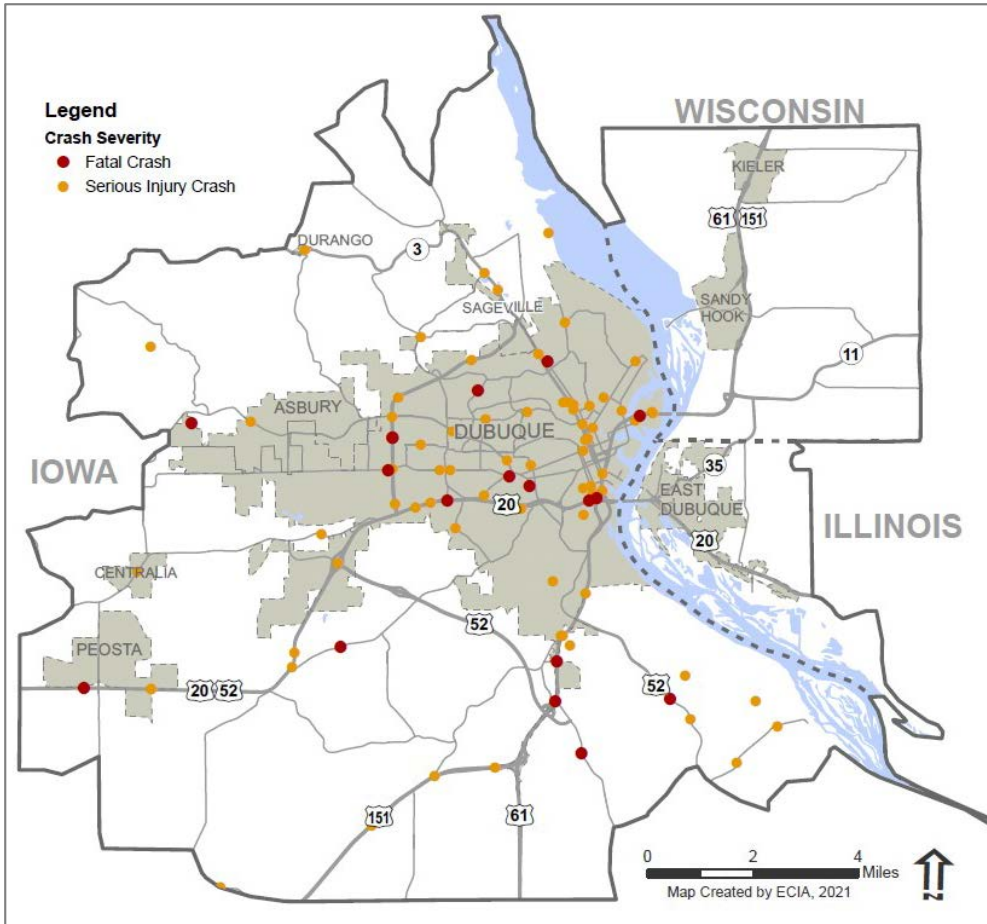 WISCONSIN
Legend
Crash Severity
Fatal Crash
Serious Injury Crash
KIELER
61 151
DURANGO
3
SANDY
HOOK
SAGEVILLE
11
ASBURY
DUBUQUE
IOWA
35
EAST
DUBUQUE
20
ILLINOIS
20
CENTRALIA
52
PEOSTA
52
20 52
151
61
0 2 4
Miles
Map Created by ECIA, 2021
N